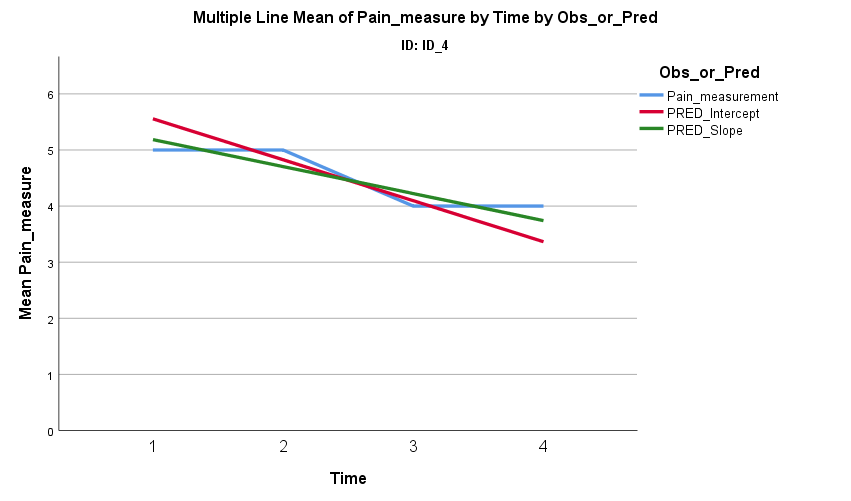 Multiple Line Mean of Pain_measure by Time by Obs_or_Pred
ID: ID_4
Obs_or_Pred
Pain_measurement
PRED_Intercept
PRED_Slope
Mean Pain_measure
6
5
4
3
2
1
0
1 2 3 4
Time